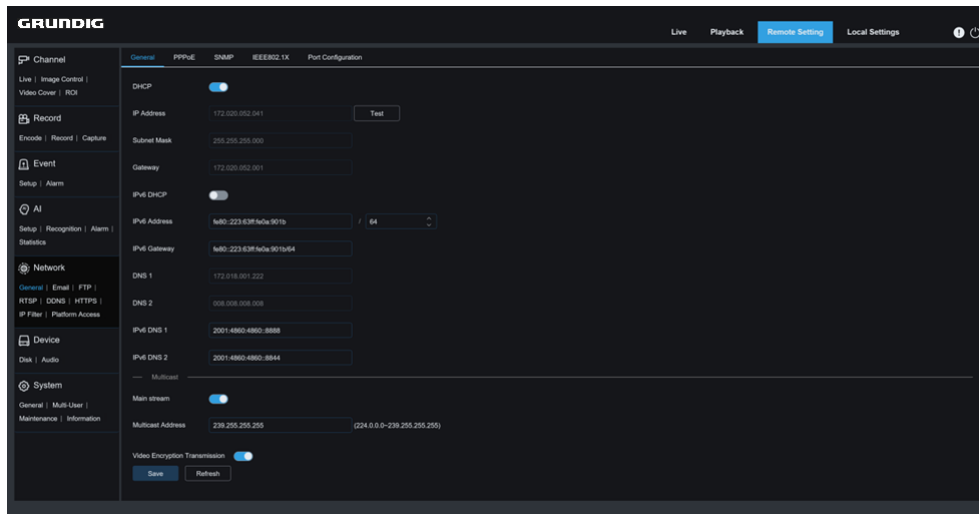 GRUNDIG
Live Playback Remote Setting Local Settings
Channel
Live | Image Control |
Video Cover | ROI
Record
Encode | Record | Capture
Event
Setup | Alarm
AI
Setup | Recognition | Alarm |
Statistics
Network
General | Email | FTP |
RTSP | DDNS | HTTPS |
IP Filter | Platform Access
Device
Disk | Audio
System
General | Multi-User |
Maintenance | Information
General PPPoE SNMP IEEE802.1X Port Configuration
DHCP
IP Address 172.020.052.041 Test
Subnet Mask 255.255.255.000
Gateway 172.020.052.001
IPv6 DHCP
IPv6 Address fe80::223:63ff:fe0a:901b / 64
IPv6 Gateway fe80::223:63ff:fe0a:901b/64
DNS 1 172.018.001.222
DNS 2 008.008.008.008
IPv6 DNS 1 2001:4860:4860::8888
IPv6 DNS 2 2001:4860:4860::8844
Multicast
Main stream
Multicast Address 239.255.255.255 (224.0.0.0~239.255.255.255)
Video Encryption Transmission
Save Refresh